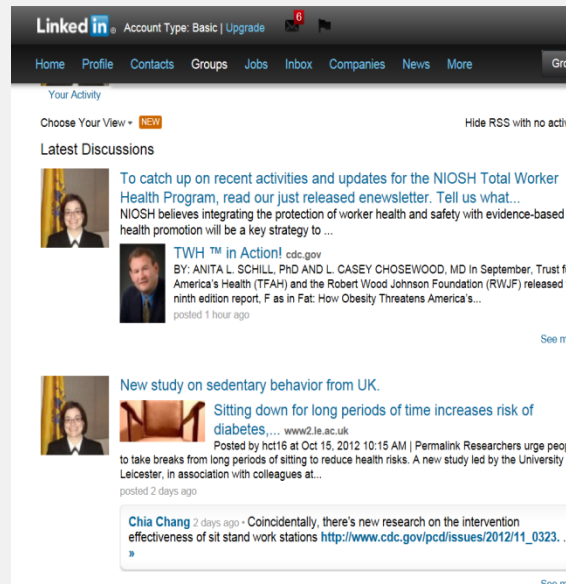 Linked in ® Account Type: Basic | Upgrade 6
Home Profile Contacts Groups Jobs Inbox Companies News More Gro
Your Activity
Choose Your View NEW Hide RSS with no activ
Latest Discussions
To catch up on recent activities and updates for the NIOSH Total Worker
Health Program, read our just released enewsletter. Tell us what...
NIOSH believes integrating the protection of worker health and safety with evidence-based
health promotion will be a key strategy to ...
TWH ™ in Action! cdc.gov
BY: ANITA L. SCHILL, PhD AND L. CASEY CHOSEWOOD, MD In September, Trust f
America's Health (TFAH) and the Robert Wood Johnson Foundation (RWJF) released
ninth edition report, F as in Fat: How Obesity Threatens America's...
posted 1 hour ago
See m
New study on sedentary behavior from UK.
Sitting down for long periods of time increases risk of
diabetes,... www2.le.ac.uk
Posted by hct16 at Oct 15, 2012 10:15 AM | Permalink Researchers urge peop
to take breaks from long periods of sitting to reduce health risks. A new study led by the University
Leicester, in association with colleagues at...
posted 2 days ago
Chia Chang 2 days ago • Coincidentally, there's new research on the intervention
effectiveness of sit stand work stations http://www.cdc.gov/pcd/issues/2012/11_0323. .
»
See m